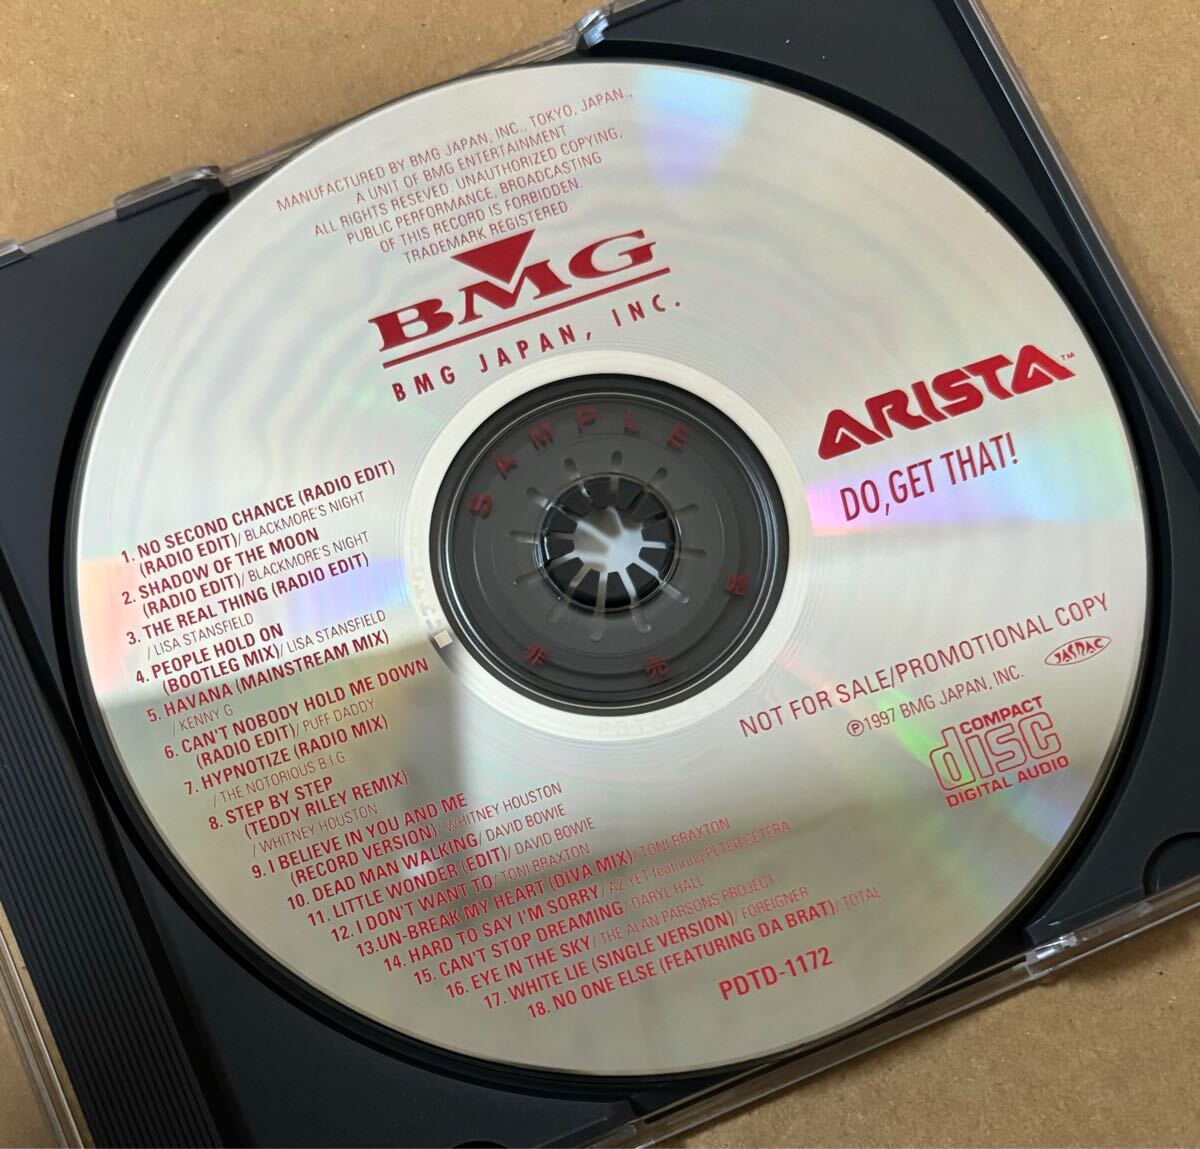 MANUFACTURED BY BMG JAPAN, INC., TOKYO, JAPAN.,
A UNIT OF BMG ENTERTAINMENT
ALL RIGHTS RESEVED. UNAUTHORIZED COPYING,
PUBLIC PERFORMANCE, BROADCASTING
OF THIS RECORD IS FORBIDDEN.
TRADEMARK REGISTERED
BMG
BMG JAPAN, INC.
ARISTA™
DO, GET THAT!
SAMPLE
非売品
1. NO SECOND CHANCE (RADIO EDIT)
(RADIO EDIT)/ BLACKMORE'S NIGHT
2. SHADOW OF THE MOON
(RADIO EDIT)/ BLACKMORE'S NIGHT
3. THE REAL THING (RADIO EDIT)
/ LISA STANSFIELD
4. PEOPLE HOLD ON
(BOOTLEG MIX)/ LISA STANSFIELD
5. HAVANA (MAINSTREAM MIX)
/ KENNY G
6. CAN'T NOBODY HOLD ME DOWN
(RADIO EDIT)/ PUFF DADDY
7. HYPNOTIZE (RADIO MIX)
/ THE NOTORIOUS B.I.G
8. STEP BY STEP
(TEDDY RILEY REMIX)
/ WHITNEY HOUSTON
9. I BELIEVE IN YOU AND ME
(RECORD VERSION)/ WHITNEY HOUSTON
10. DEAD MAN WALKING/ DAVID BOWIE
11. LITTLE WONDER (EDIT)/ DAVID BOWIE
12. I DON'T WANT TO/ TONI BRAXTON
13. UN-BREAK MY HEART (DIVA MIX)/ TONI BRAXTON
14. HARD TO SAY I'M SORRY/ AZ YET featuring PETER CETERA
15. CAN'T STOP DREAMING/ DARYL HALL
16. EYE IN THE SKY/ THE ALAN PARSONS PROJECT
17. WHITE LIE (SINGLE VERSION)/ FOREIGNER
18. NO ONE ELSE (FEATURING DA BRAT)/ TOTAL
NOT FOR SALE/PROMOTIONAL COPY
℗1997 BMG JAPAN, INC.
JASRAC
COMPACT
disc
DIGITAL AUDIO
PDTD-1172